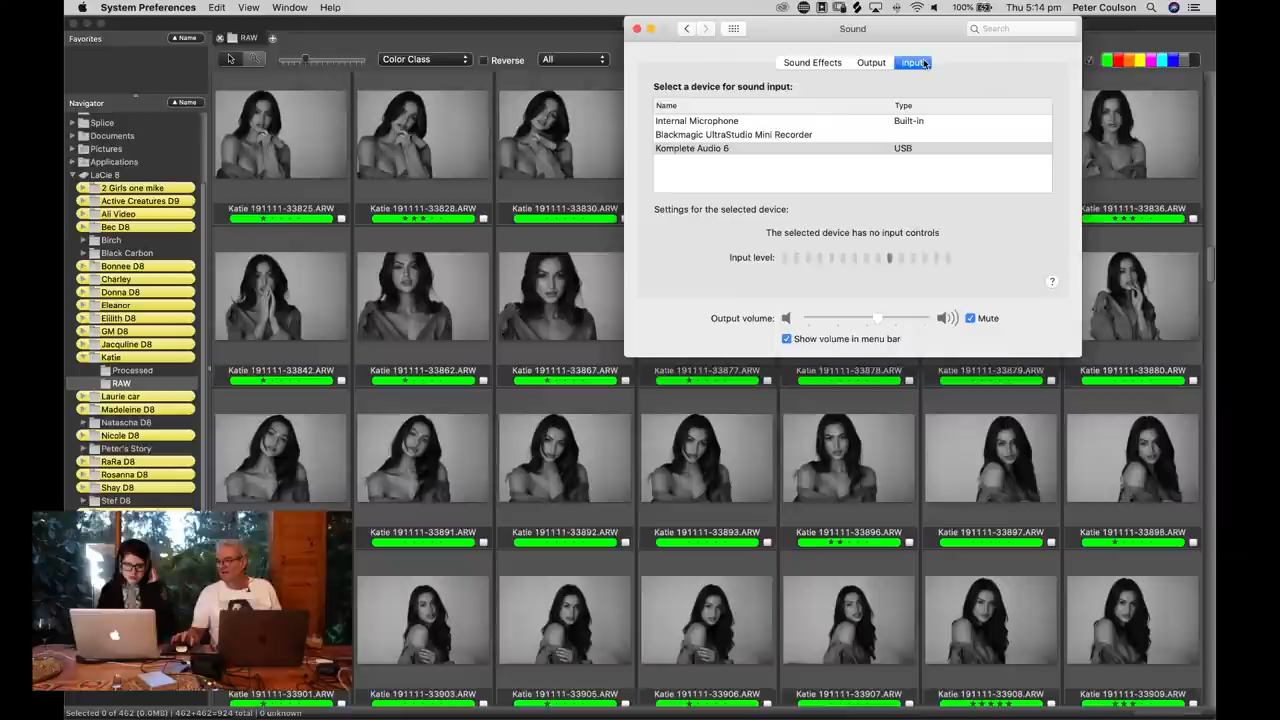 System Preferences Edit View Window Help 100% Thu 5:14 pm Peter Coulson
Favorites
Name
RAW
Color Class
Reverse
All
Navigator
Name
Splice
Documents
Pictures
Applications
LaCie 8
2 Girls one mike
Active Creatures D9
Ali Video
Bec D8
Birch
Black Carbon
Bonnee D8
Charley
Donna D8
Eleanor
Elilith D8
GM D8
Jacquline D8
Katie
Processed
RAW
Laurie car
Madeleine D8
Natascha D8
Nicole D8
Peter's Story
RaRa D8
Rosanna D8
Shay D8
Stef D8
Sound
Search
Sound Effects Output Input
Select a device for sound input:
Name Type
Internal Microphone Built-in
Blackmagic UltraStudio Mini Recorder
Komplete Audio 6 USB
Settings for the selected device:
The selected device has no input controls
Input level:
?
Output volume: Mute
Show volume in menu bar
Katie 191111-33825.ARW Katie 191111-33828.ARW Katie 191111-33830.ARW Katie 191111-33836.ARW
Katie 191111-33842.ARW Katie 191111-33862.ARW Katie 191111-33867.ARW Katie 191111-33877.ARW Katie 191111-33878.ARW Katie 191111-33879.ARW Katie 191111-33880.ARW
Katie 191111-33891.ARW Katie 191111-33892.ARW Katie 191111-33893.ARW Katie 191111-33896.ARW Katie 191111-33897.ARW Katie 191111-33898.ARW
Katie 191111-33901.ARW Katie 191111-33903.ARW Katie 191111-33905.ARW Katie 191111-33906.ARW Katie 191111-33907.ARW Katie 191111-33908.ARW Katie 191111-33909.ARW
Selected 0 of 462 (0.0MB) | 462+462=924 total | 0 unknown